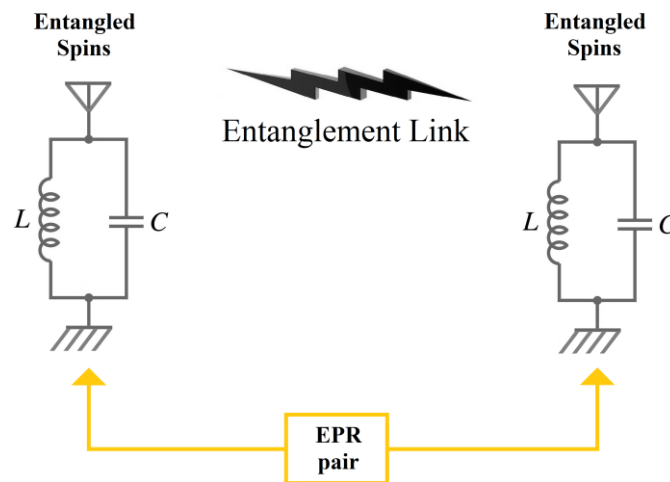 Entangled
Spins
Entangled
Spins
Entanglement Link
L
C
L
C
EPR
pair